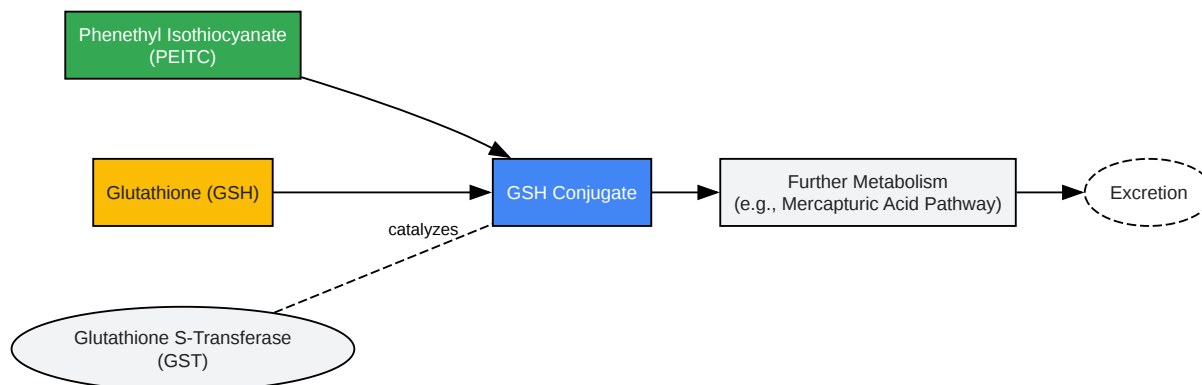 Phenethyl Isothiocyanate
(PEITC)
Glutathione (GSH)
GSH Conjugate
Further Metabolism
(e.g., Mercapturic Acid Pathway)
Excretion
catalyzes
Glutathione S-Transferase
(GST)